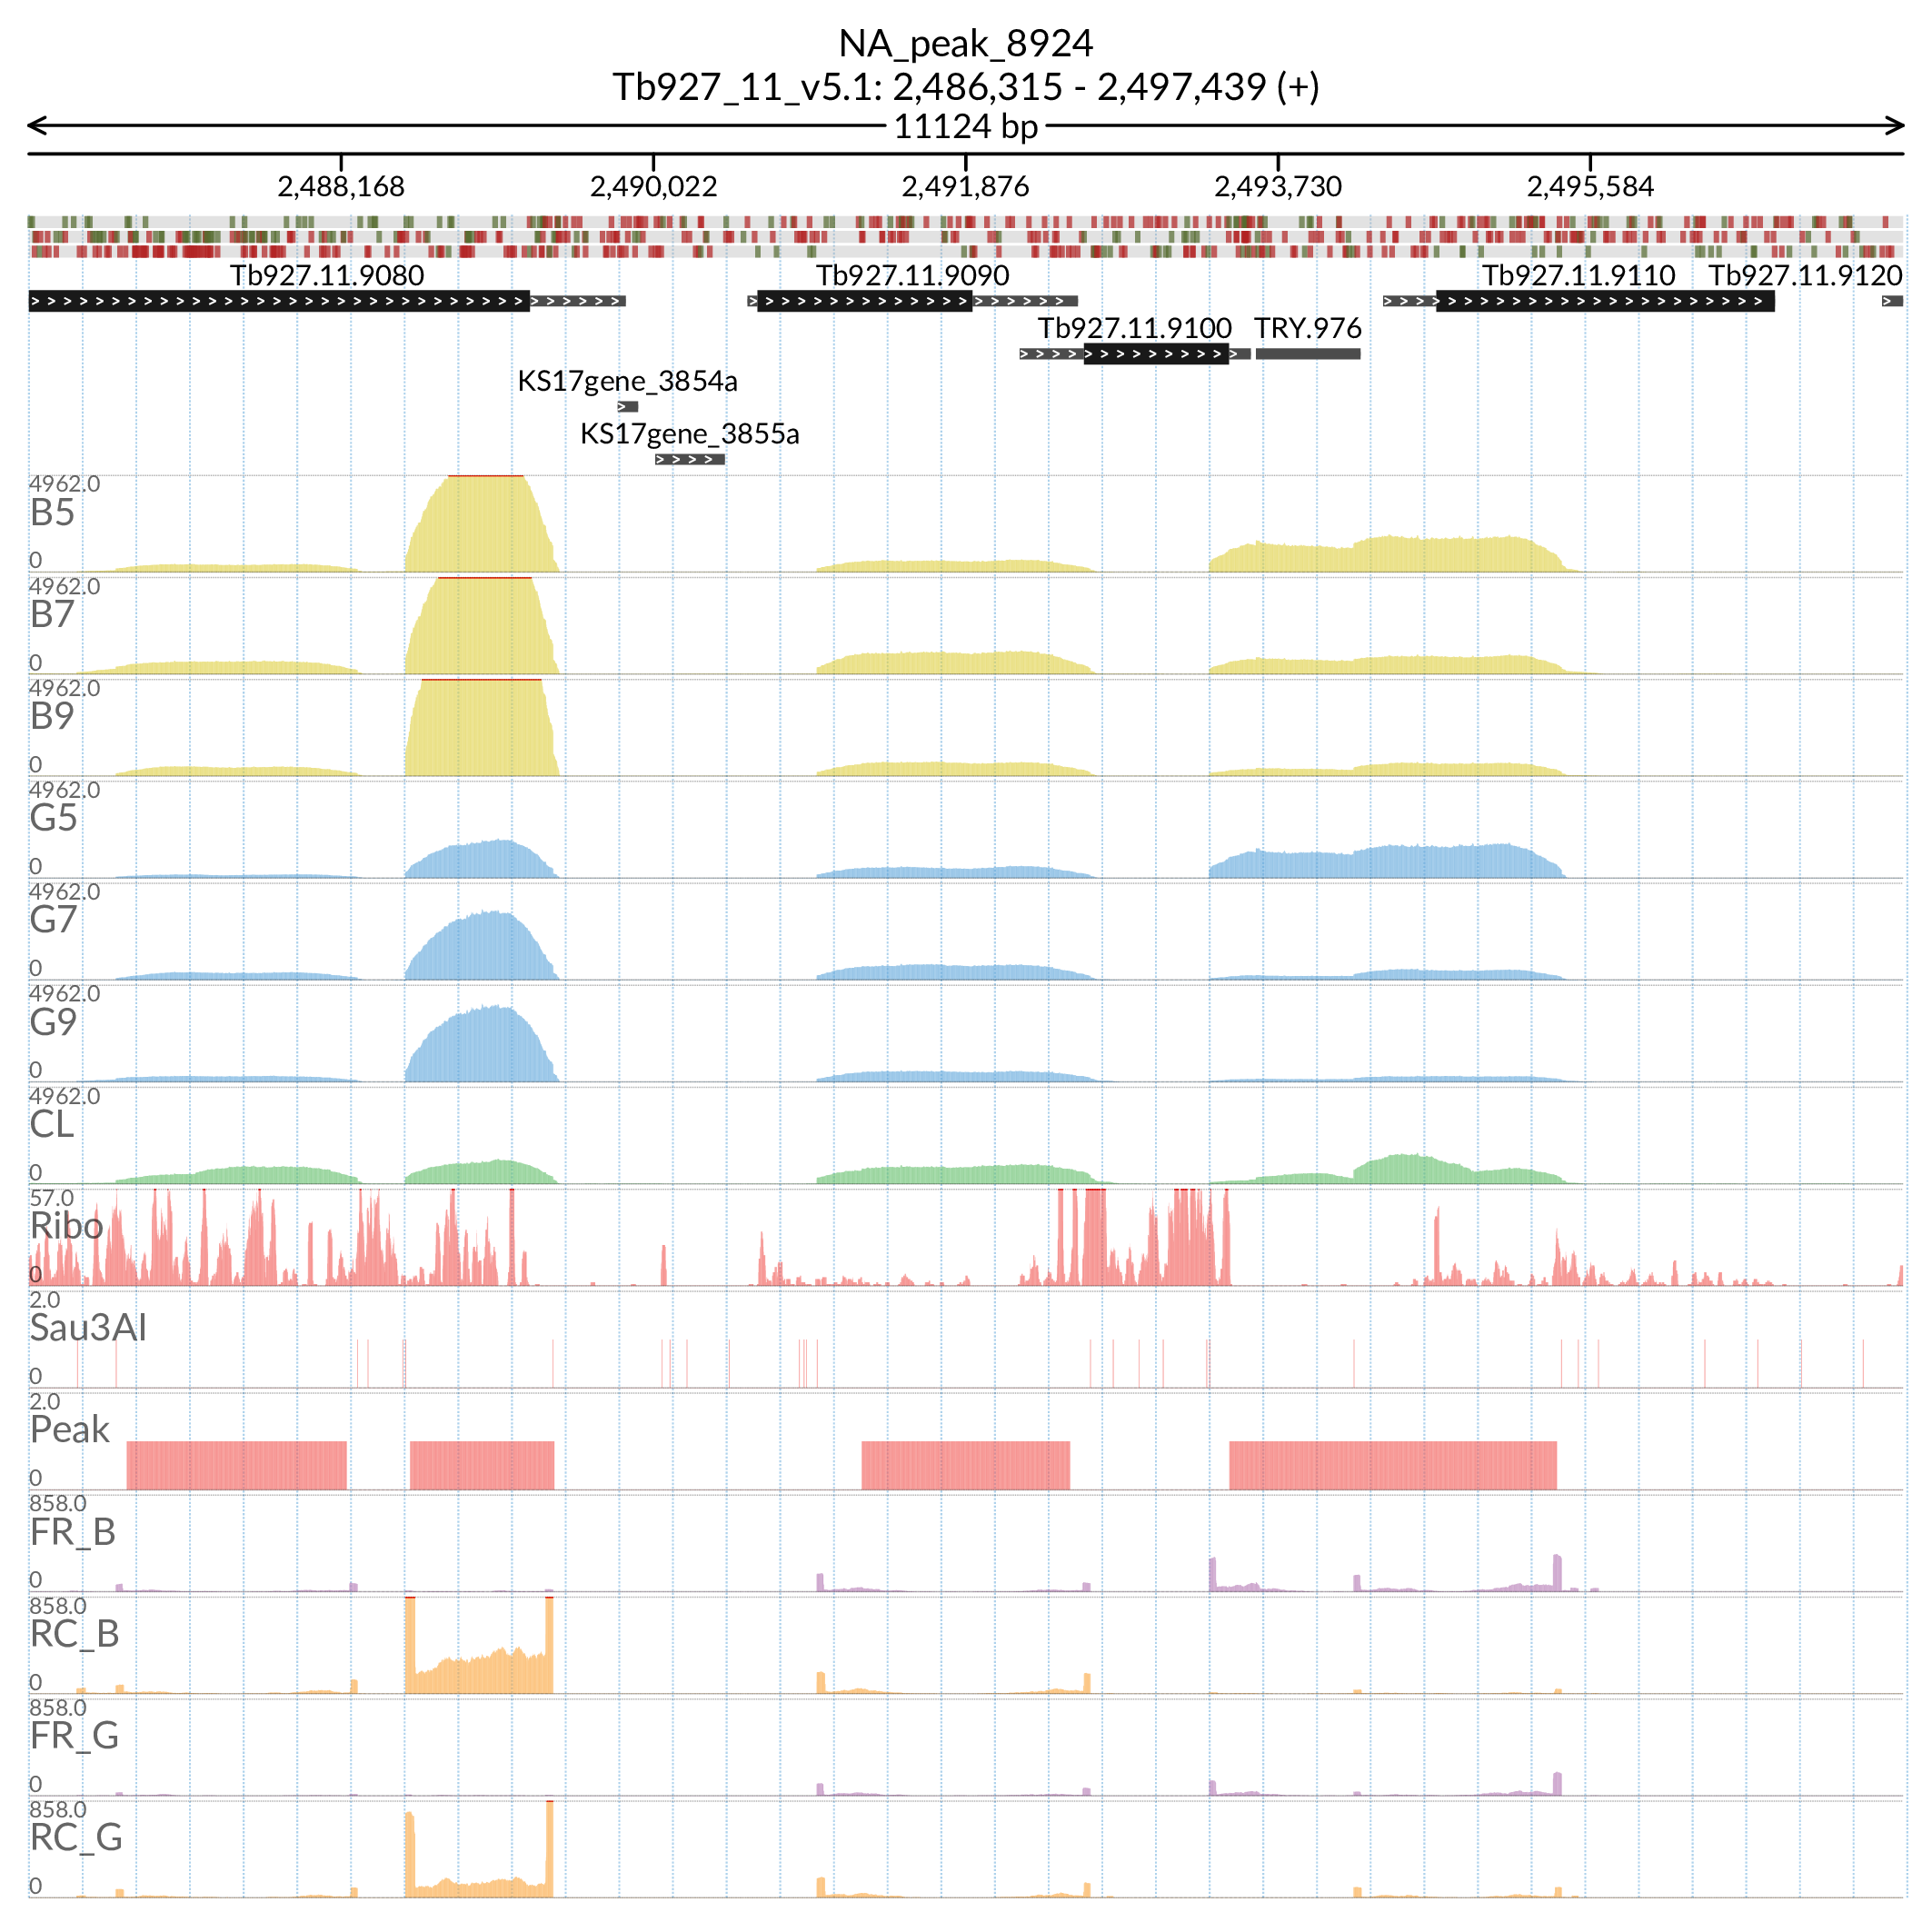 NA_peak_8924
Tb927_11_v5.1: 2,486,315 - 2,497,439 (+)
11124 bp
2,488,168 2,490,022 2,491,876 2,493,730 2,495,584
Tb927.11.9080 Tb927.11.9090 Tb927.11.9110 Tb927.11.9120
Tb927.11.9100 TRY.976
KS17gene_3854a
KS17gene_3855a
4962.0
B5
0
4962.0
B7
0
4962.0
B9
0
4962.0
G5
0
4962.0
G7
0
4962.0
G9
0
4962.0
CL
0
57.0
Ribo
0
2.0
Sau3AI
0
2.0
Peak
0
858.0
FR_B
0
858.0
RC_B
0
858.0
FR_G
0
858.0
RC_G
0